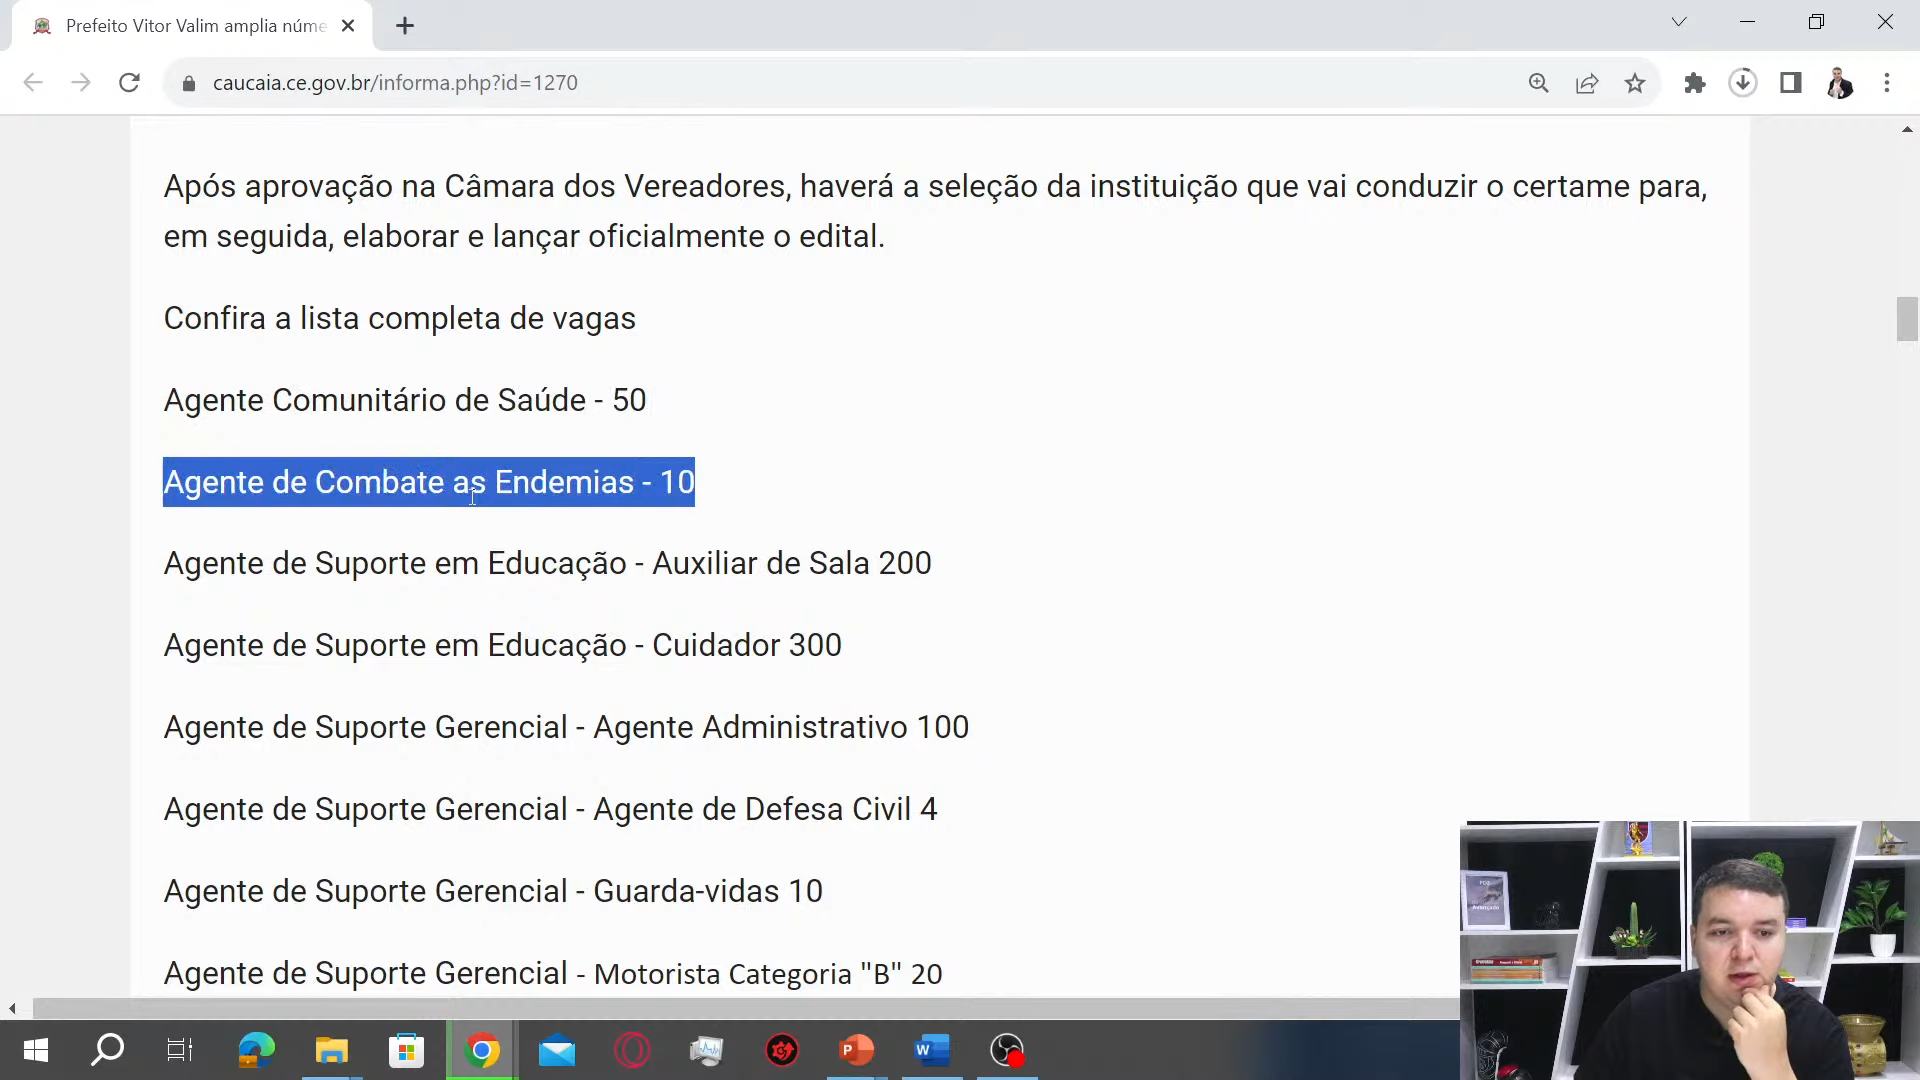 Prefeito Vitor Valim amplia núme
caucaia.ce.gov.br/informa.php?id=1270
Após aprovação na Câmara dos Vereadores, haverá a seleção da instituição que vai conduzir o certame para,
em seguida, elaborar e lançar oficialmente o edital.
Confira a lista completa de vagas
Agente Comunitário de Saúde - 50
Agente de Combate as Endemias - 10
Agente de Suporte em Educação - Auxiliar de Sala 200
Agente de Suporte em Educação - Cuidador 300
Agente de Suporte Gerencial - Agente Administrativo 100
Agente de Suporte Gerencial - Agente de Defesa Civil 4
Agente de Suporte Gerencial - Guarda-vidas 10
Agente de Suporte Gerencial - Motorista Categoria "B" 20